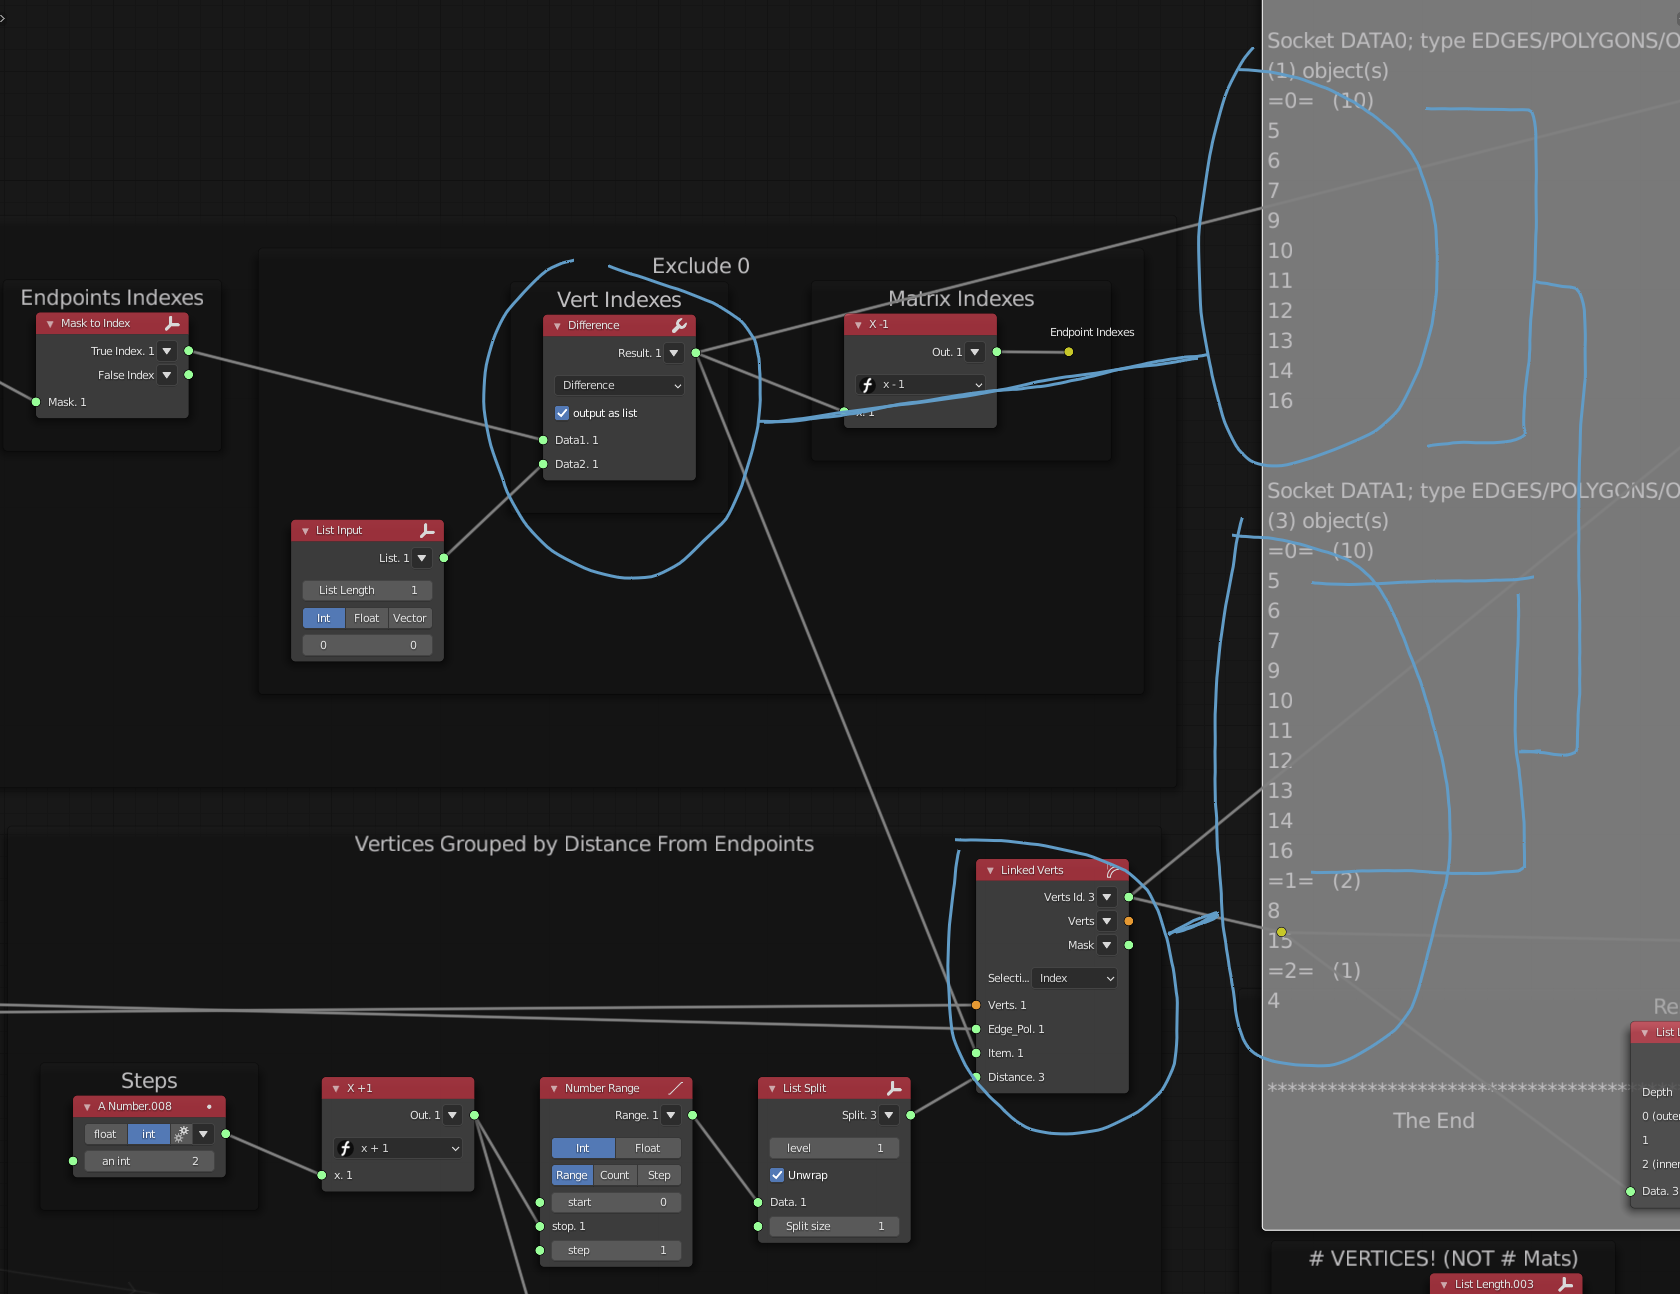 Socket DATA0; type EDGES/POLYGONS/O
(1) object(s)
=0=   (10)
5
6
7
9
10
11
12
13
14
16
Socket DATA1; type EDGES/POLYGONS/O
(3) object(s)
=0=   (10)
5
6
7
9
10
11
12
13
14
16
=1=   (2)
8
15
=2=   (1)
4
**************************************
The End
Exclude 0
Endpoints Indexes
Mask to Index
True Index. 1
False Index
Mask. 1
Vert Indexes
Difference
Result. 1
Difference
output as list
Data1. 1
Data2. 1
Matrix Indexes
X -1
Out. 1
x - 1
x. 1
Endpoint Indexes
List Input
List. 1
List Length 1
Int Float Vector
0 0
Vertices Grouped by Distance From Endpoints
Linked Verts
Verts Id. 3
Verts
Mask
Selecti... Index
Verts. 1
Edge_Pol. 1
Item. 1
Distance. 3
Steps
A Number.008
float int
an int 2
X +1
Out. 1
x + 1
x. 1
Number Range
Range. 1
Int Float
Range Count Step
start 0
stop. 1
step 1
List Split
Split. 3
level 1
Unwrap
Data. 1
Split size 1
Re
List L
Depth
0 (oute
1
2 (inner
Data. 3
# VERTICES! (NOT # Mats)
List Length.003